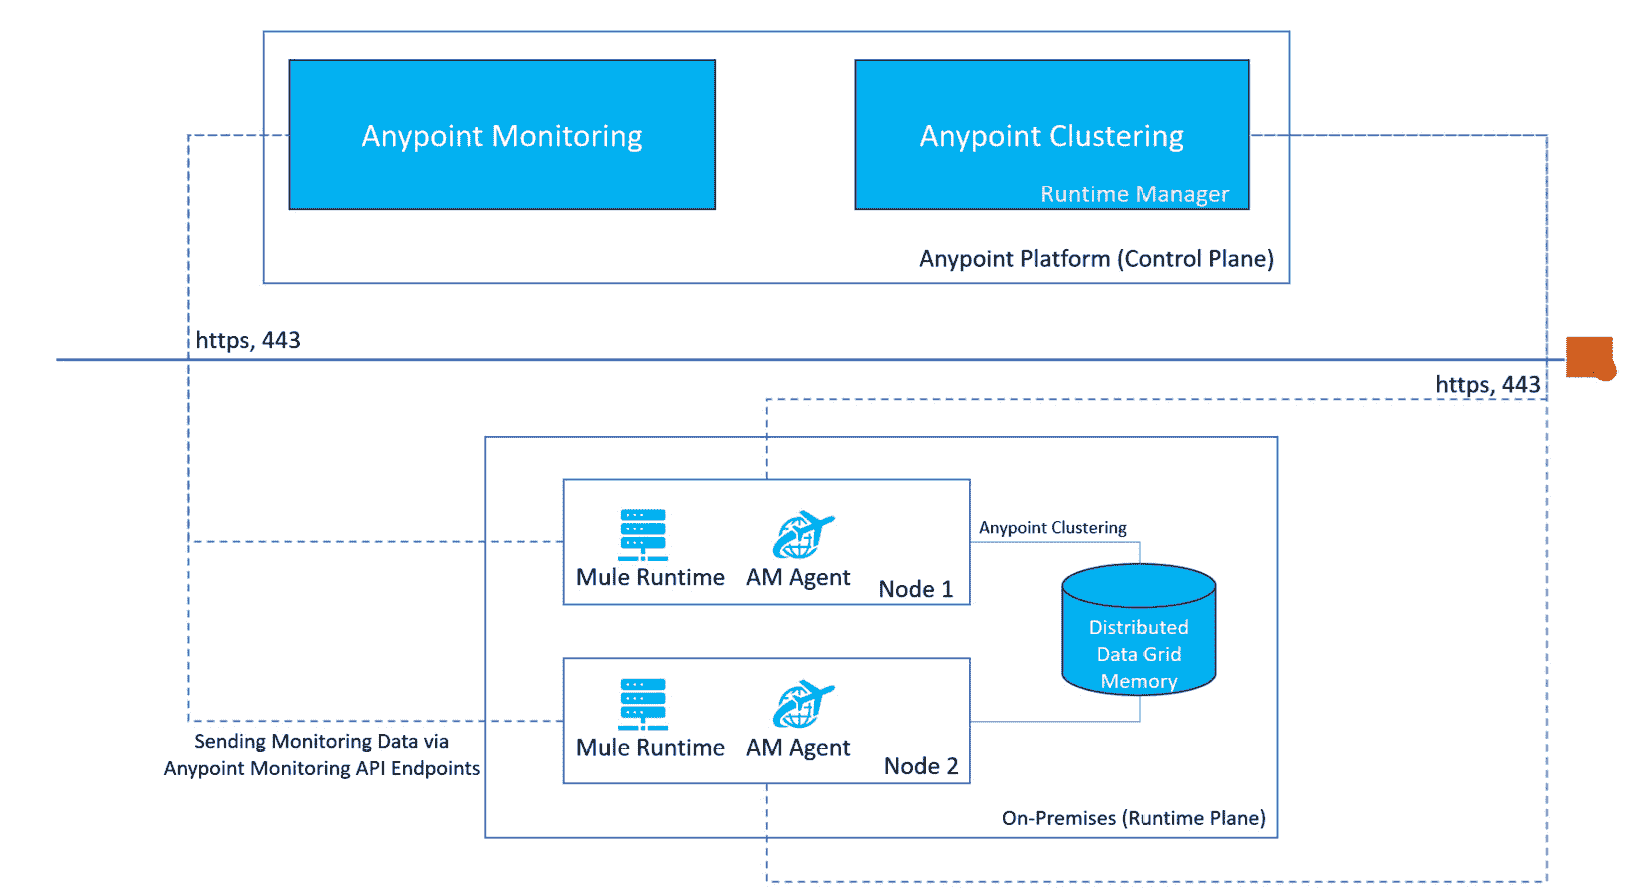 Anypoint Monitoring
Anypoint Clustering
Runtime Manager
Anypoint Platform (Control Plane)
https, 443
https, 443
Mule Runtime
AM Agent
Node 1
Anypoint Clustering
Distributed
Data Grid
Memory
Mule Runtime
AM Agent
Node 2
Sending Monitoring Data via
Anypoint Monitoring API Endpoints
On-Premises (Runtime Plane)